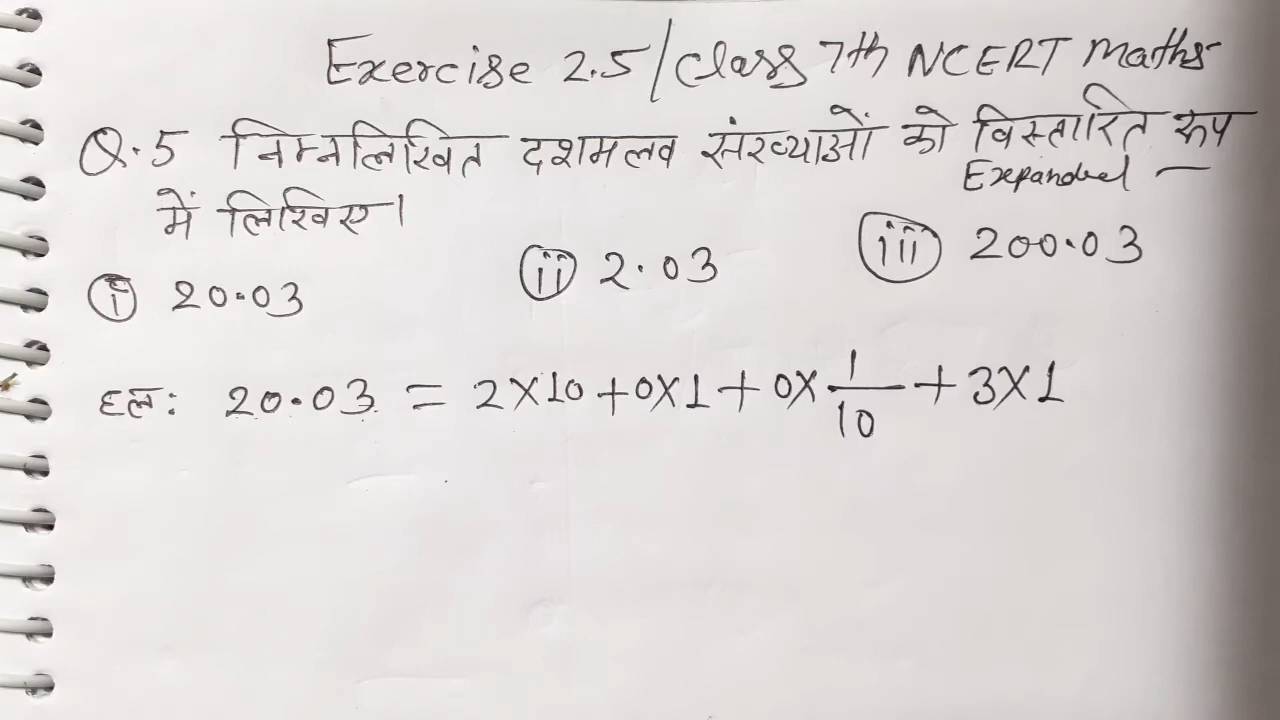 Exercise 2.5/Class 7th NCERT Maths
Q.5 निम्नलिखित दशमलव संख्याओं को विस्तारित रूप
Expanded
में लिखिए।
(i) 20.03 (ii) 2.03 (iii) 200.03
हल: 20.03 = 2×10+0×1+0×1/10+3×1